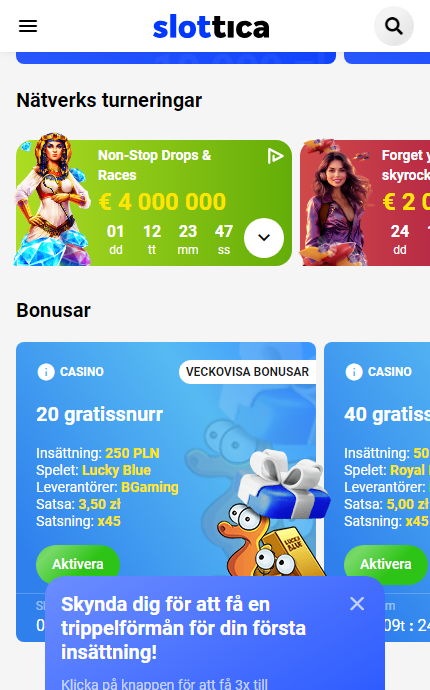 slottica
Nätverks turneringar
Non-Stop Drops &
Races
€ 4 000 000
01 12 23 47
dd tt mm ss
Forget y
skyrock
€ 2 0
24
dd
Bonusar
CASINO
VECKOVISA BONUSAR
20 gratissnurr
Insättning: 250 PLN
Spelet: Lucky Blue
Leverantörer: BGaming
Satsa: 3,50 zł
Satsning: x45
Aktivera
LUCKY
BLUE
CASINO
40 gratiss
Insättning: 50
Spelet: Royal
Leverantörer:
Satsa: 5,00 zł
Satsning: x45
Aktivera
09t : 24
Skynda dig för att få en
trippelförmån för din första
insättning!
Klicka på knappen för att få 3x till